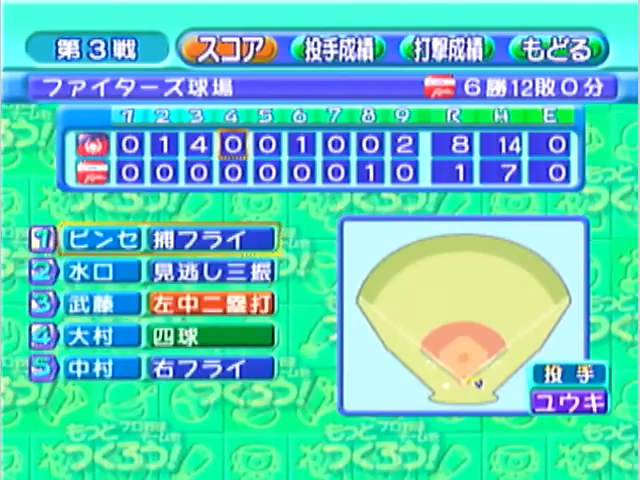 第3戦 スコア 投手成績 打撃成績 もどる
ファイターズ球場 6勝12敗0分
1 2 3 4 5 6 7 8 9 R H E
0 1 4 0 0 1 0 0 2 8 14 0
0 0 0 0 0 0 0 1 0 1 7 0
1 ピンセ 捕フライ
2 水口 見逃し三振
3 武藤 左中二塁打
4 大村 四球
5 中村 右フライ
投手
ユウキ
もっとプロ野球チームをつくろう!